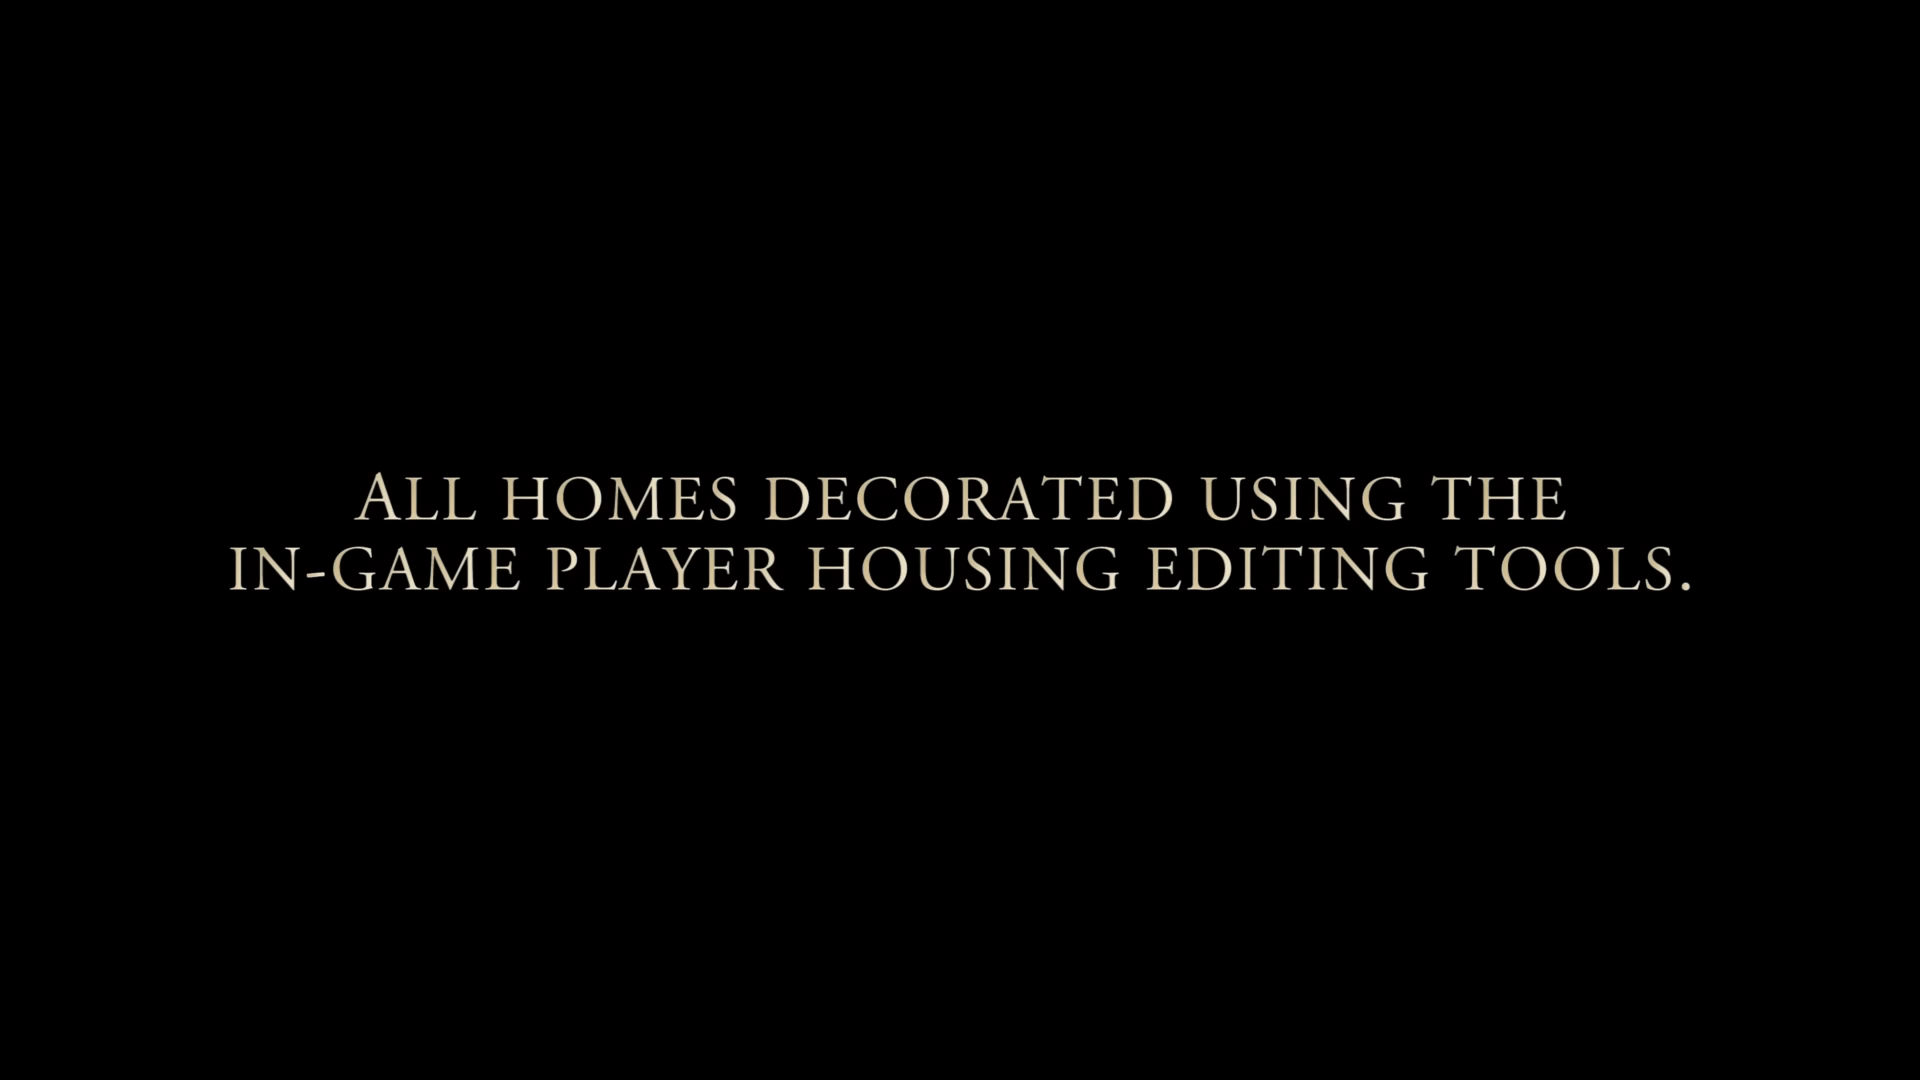 ALL HOMES DECORATED USING THE
IN-GAME PLAYER HOUSING EDITING TOOLS.